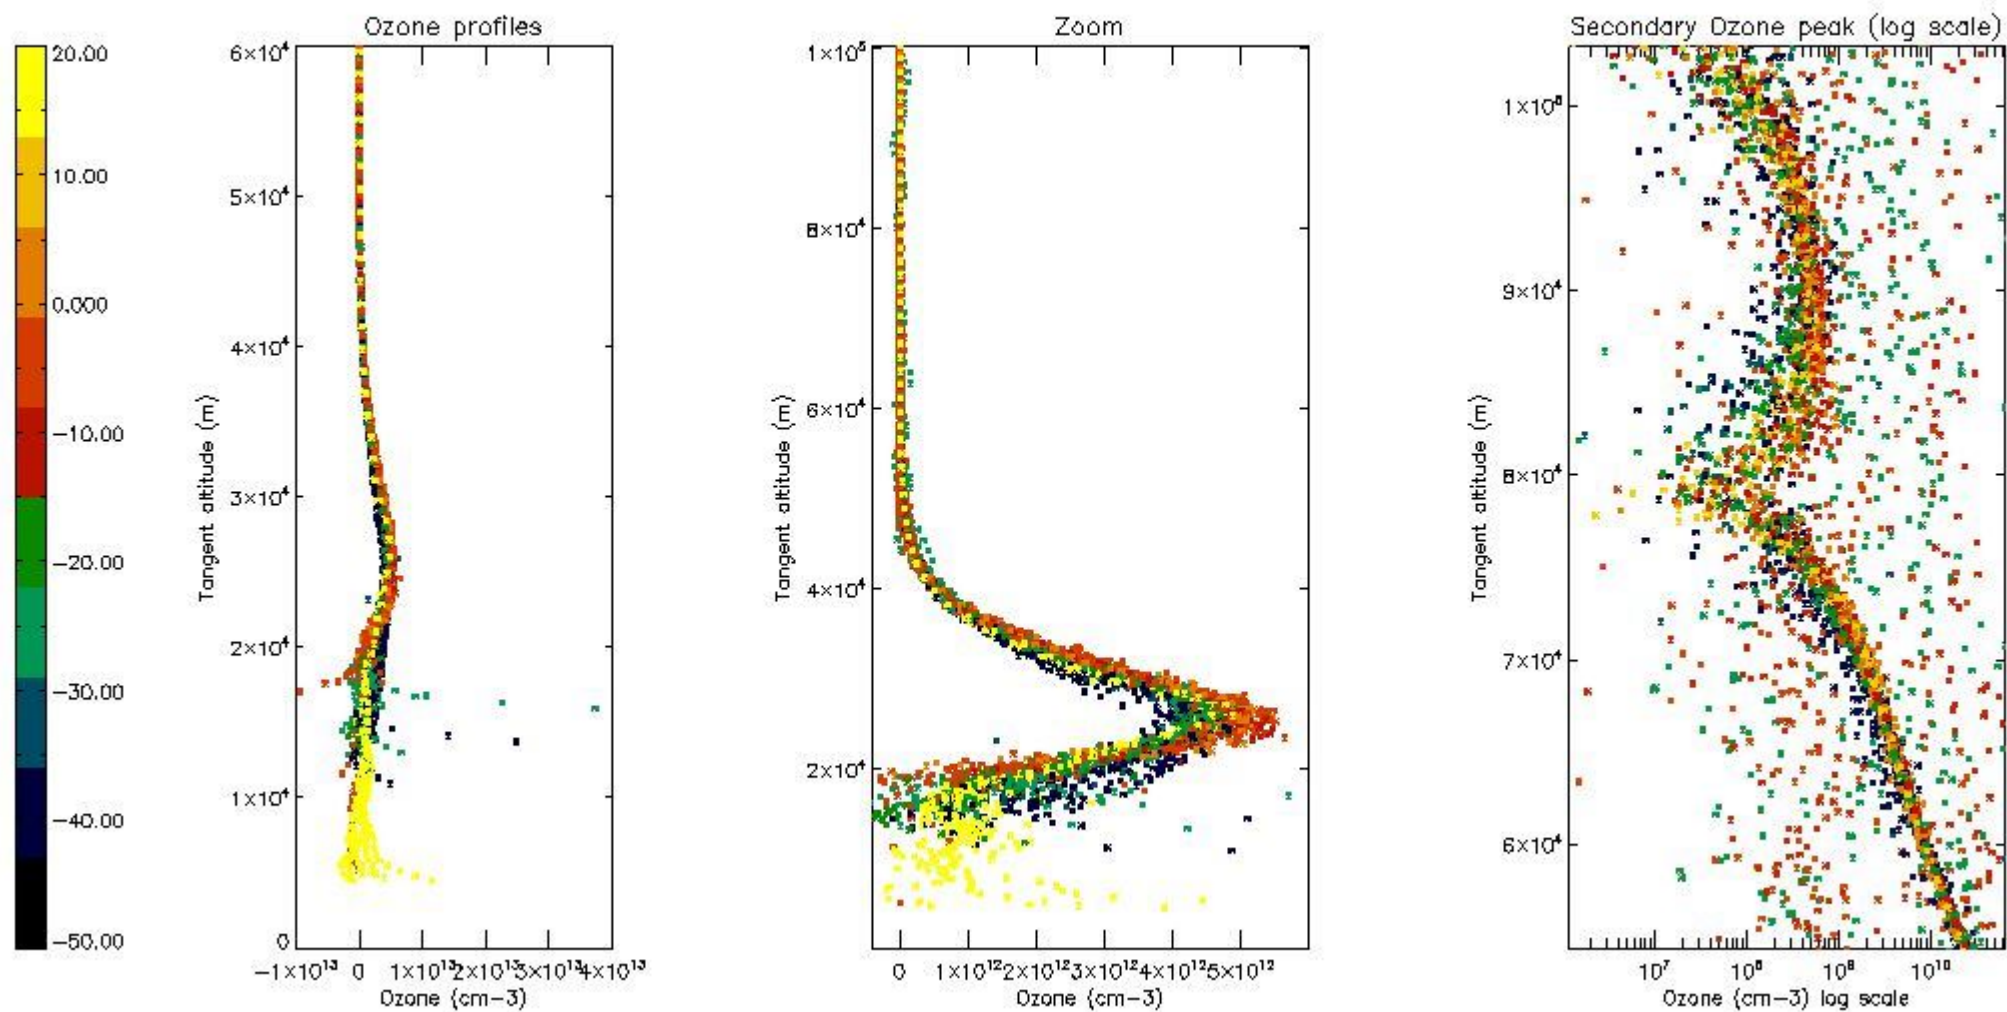 Ozone profiles
Zoom
Secondary Ozone peak (log scale)
20.00
10.00
0.000
−10.00
−20.00
−30.00
−40.00
−50.00
Tangent altitude (m)
6×10⁴
5×10⁴
4×10⁴
3×10⁴
2×10⁴
1×10⁴
0
−1×10¹³ 0 1×10¹³ 2×10¹³ 3×10¹³ 4×10¹³
Ozone (cm−3)
Tangent altitude (m)
1×10⁵
8×10⁴
6×10⁴
4×10⁴
2×10⁴
0 1×10¹² 2×10¹² 3×10¹² 4×10¹² 5×10¹²
Ozone (cm−3)
Tangent altitude (m)
9×10⁴
8×10⁴
7×10⁴
6×10⁴
10⁷ 10⁸ 10⁹ 10¹⁰
Ozone (cm−3) log scale